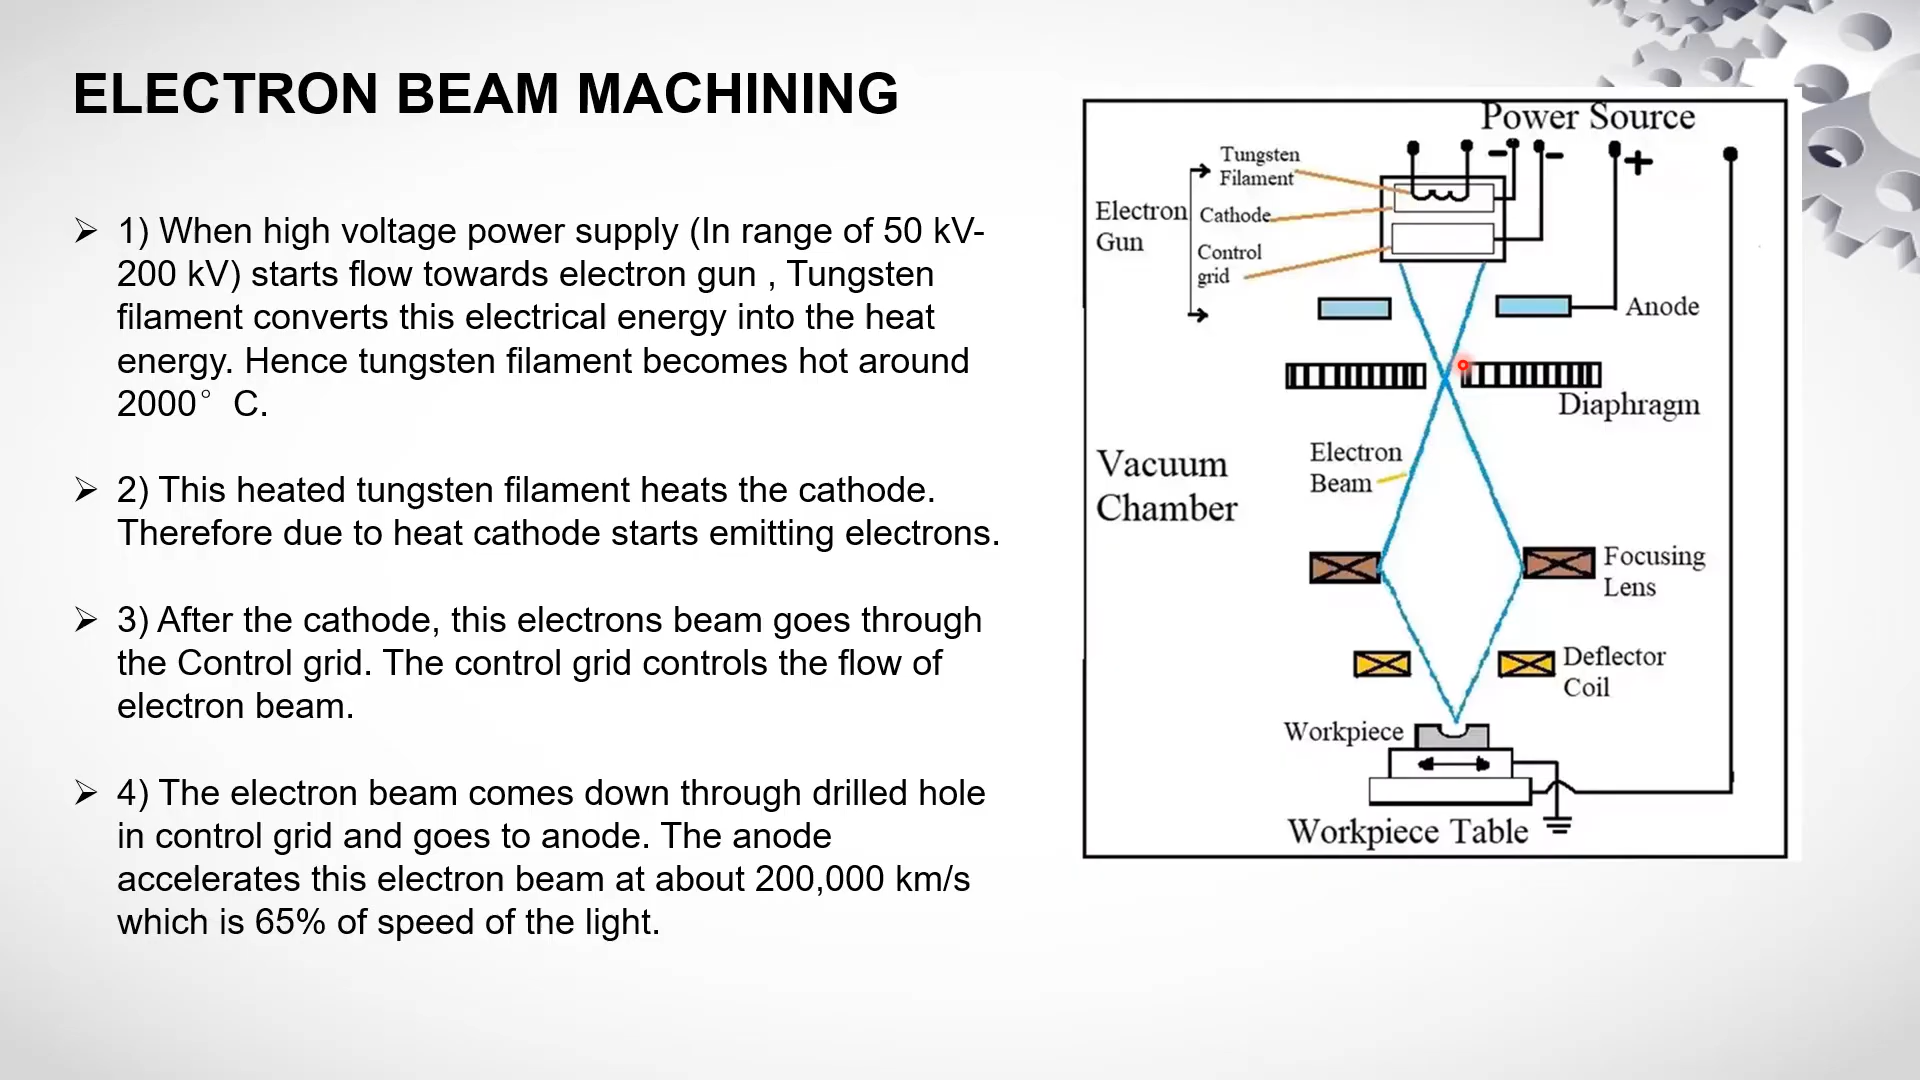 ELECTRON BEAM MACHINING
➢ 1) When high voltage power supply (In range of 50 kV-
200 kV) starts flow towards electron gun , Tungsten
filament converts this electrical energy into the heat
energy. Hence tungsten filament becomes hot around
2000° C.
➢ 2) This heated tungsten filament heats the cathode.
Therefore due to heat cathode starts emitting electrons.
➢ 3) After the cathode, this electrons beam goes through
the Control grid. The control grid controls the flow of
electron beam.
➢ 4) The electron beam comes down through drilled hole
in control grid and goes to anode. The anode
accelerates this electron beam at about 200,000 km/s
which is 65% of speed of the light.
Power Source
Tungsten
Filament
- - +
Electron
Gun
Cathode
Control
grid
Anode
Diaphragm
Electron
Beam
Vacuum
Chamber
Focusing
Lens
Deflector
Coil
Workpiece
Workpiece Table